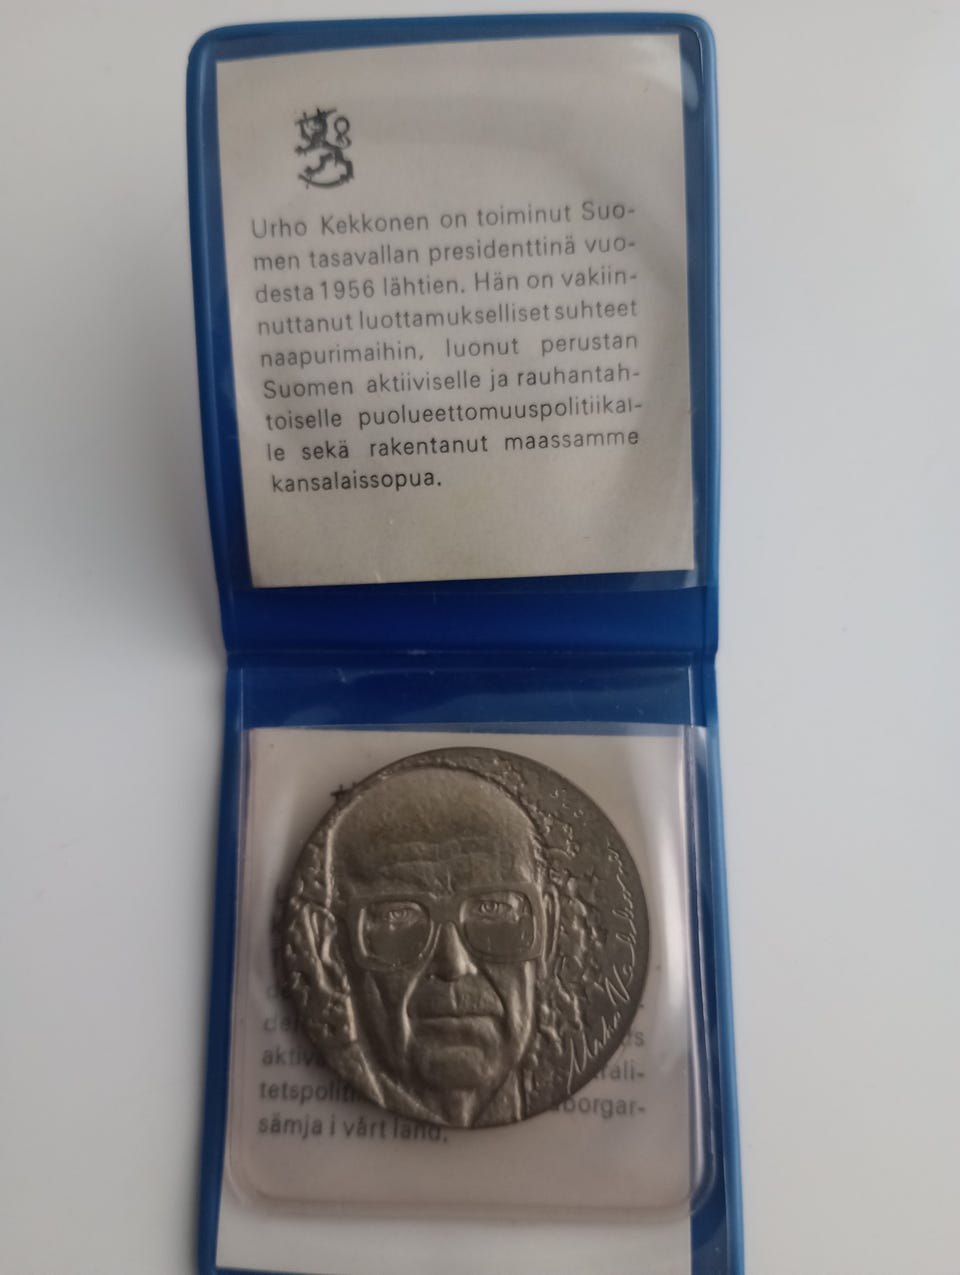 Urho Kekkonen on toiminut Suo-
men tasavallan presidenttinä vuo-
desta 1956 lähtien. Hän on vakiin-
nuttanut luottamukselliset suhteet
naapurimaihin, luonut perustan
Suomen aktiiviselle ja rauhantah-
toiselle puolueettomuuspolitiikal-
le sekä rakentanut maassamme
kansalaissopua.
sämja i vårt land.